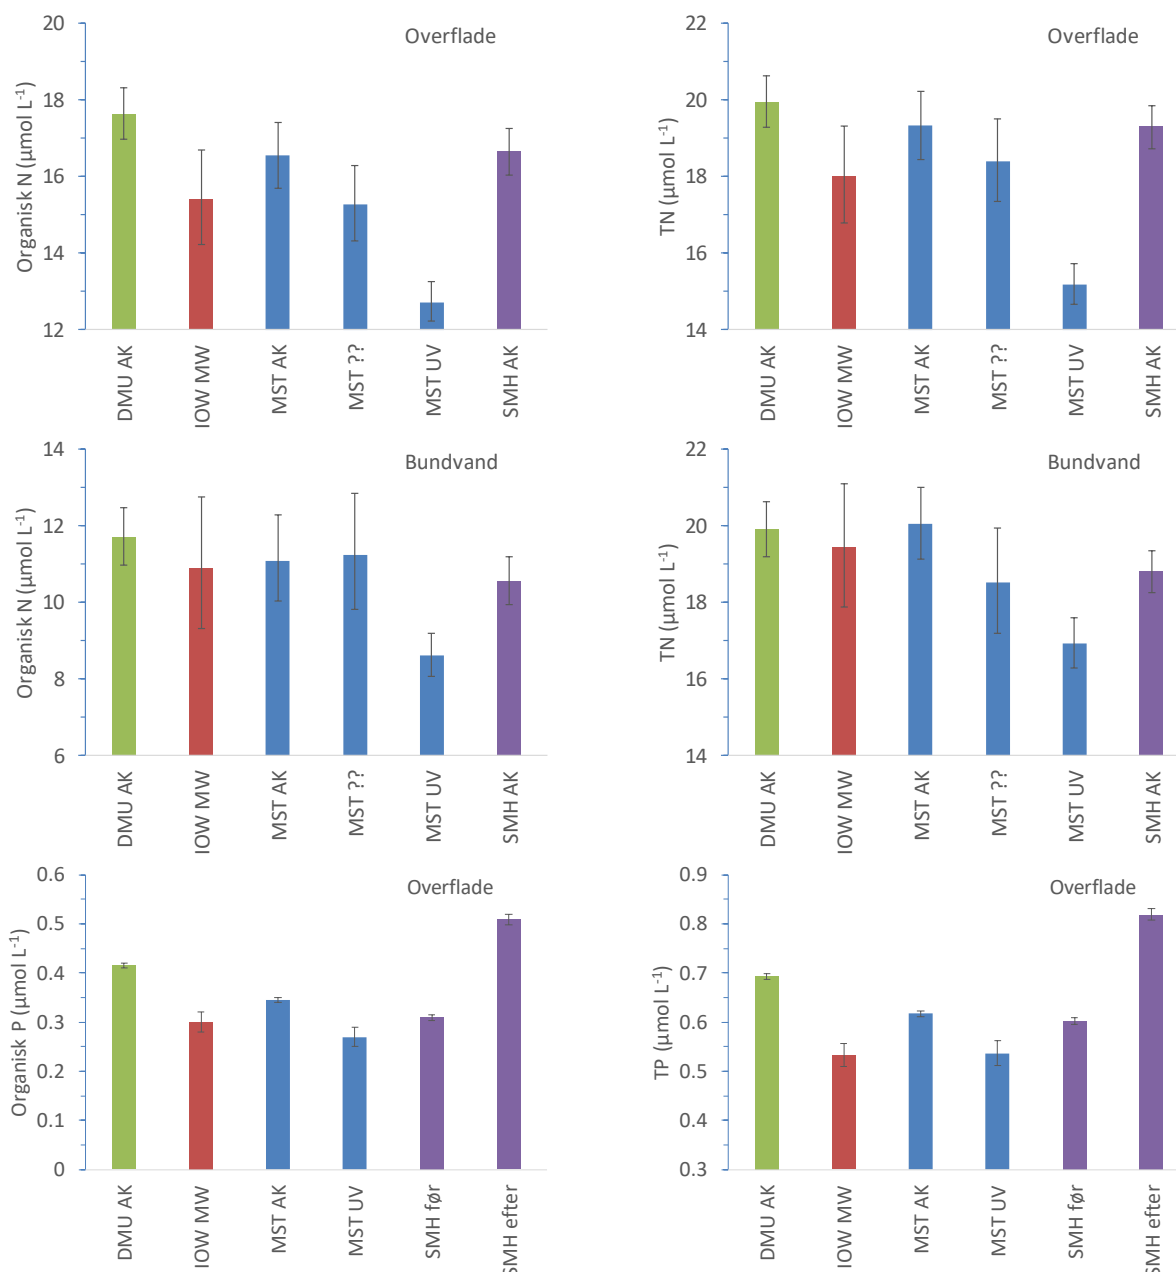 Overflade
Organisk N (µmol L⁻¹)
20
18
16
14
12
DMU AK
IOW MW
MST AK
MST ??
MST UV
SMH AK
Overflade
TN (µmol L⁻¹)
22
20
18
16
14
DMU AK
IOW MW
MST AK
MST ??
MST UV
SMH AK
Bundvand
Organisk N (µmol L⁻¹)
14
12
10
8
6
DMU AK
IOW MW
MST AK
MST ??
MST UV
SMH AK
Bundvand
TN (µmol L⁻¹)
22
20
18
16
14
DMU AK
IOW MW
MST AK
MST ??
MST UV
SMH AK
Overflade
Organisk P (µmol L⁻¹)
0.6
0.5
0.4
0.3
0.2
0.1
0
DMU AK
IOW MW
MST AK
MST UV
SMH før
SMH efter
Overflade
TP (µmol L⁻¹)
0.9
0.8
0.7
0.6
0.5
0.4
0.3
DMU AK
IOW MW
MST AK
MST UV
SMH før
SMH efter